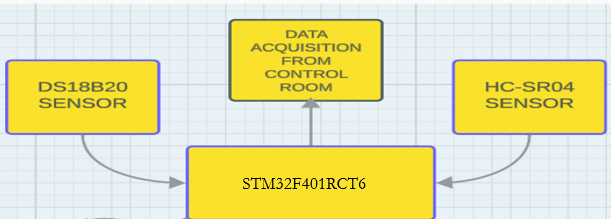 DATA
ACQUISITION
FROM
CONTROL
ROOM
DS18B20
SENSOR
HC-SR04
SENSOR
STM32F401RCT6